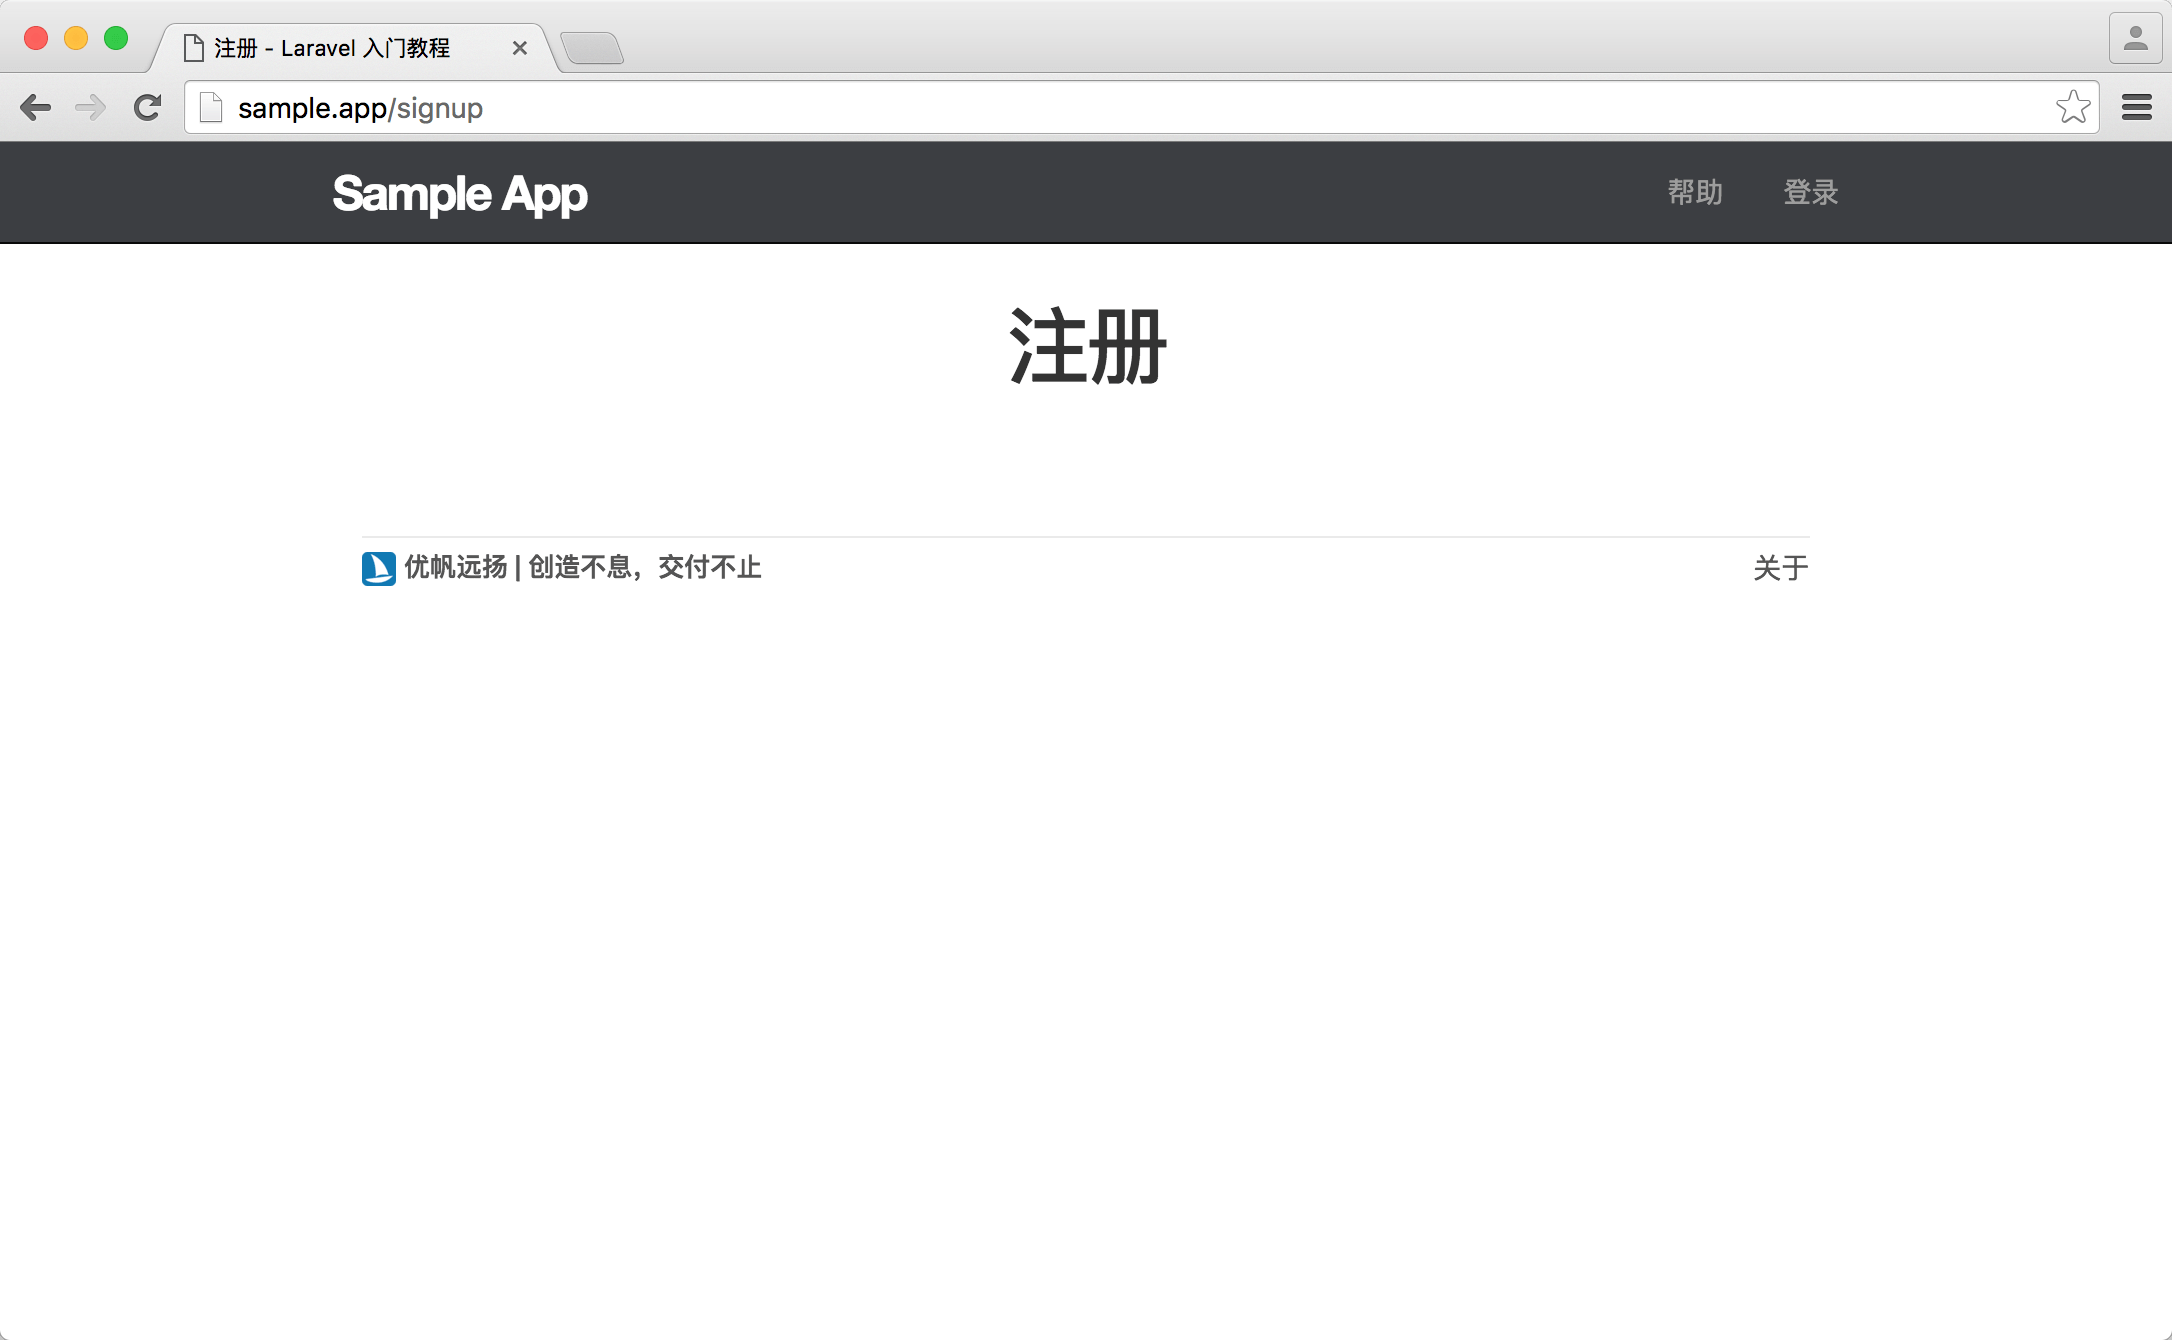 注册 - Laravel 入门教程
sample.app/signup
Sample App 帮助 登录
注册
优帆远扬 | 创造不息，交付不止 关于